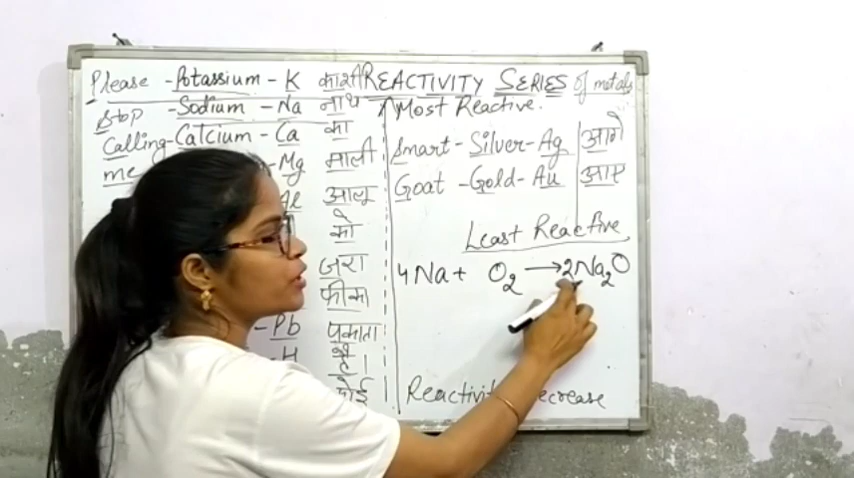 Please - Potassium - K काशी REACTIVITY SERIES of metals
Stop - Sodium - Na नाथ Most Reactive.
Calling - Calcium - Ca का Smart - Silver - Ag आगे
me - Mg माली Goat - Gold - Au आए
Al आलू
को Least Reactive
जरा 4Na + O2 → 2Na2O
फीका
- Pb पकाता
- H है।
Reactivity